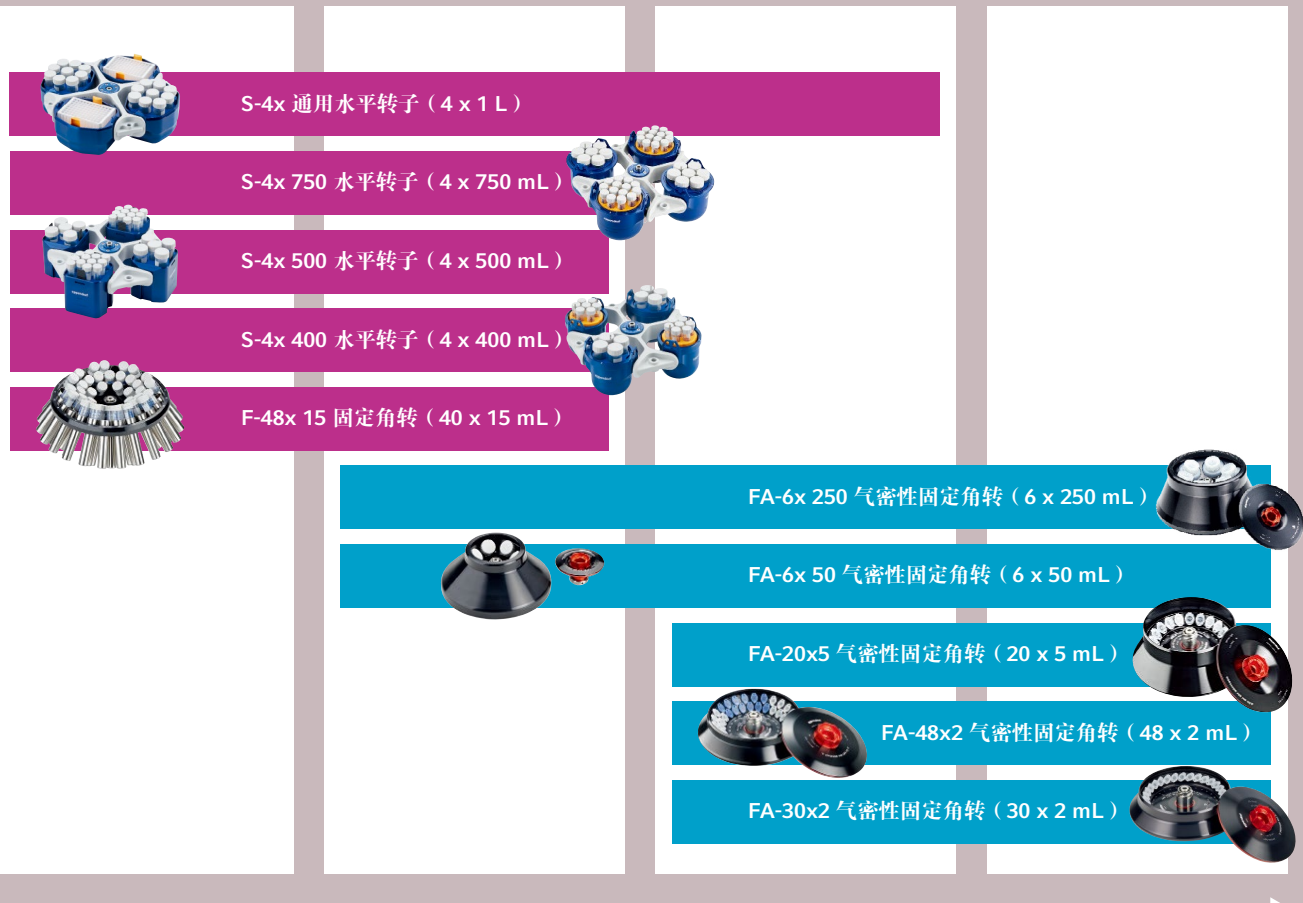 S-4x 通用水平转子（4 x 1 L）
S-4x 750 水平转子（4 x 750 mL）
S-4x 500 水平转子（4 x 500 mL）
S-4x 400 水平转子（4 x 400 mL）
F-48x 15 固定角转（40 x 15 mL）
FA-6x 250 气密性固定角转（6 x 250 mL）
FA-6x 50 气密性固定角转（6 x 50 mL）
FA-20x5 气密性固定角转（20 x 5 mL）
FA-48x2 气密性固定角转（48 x 2 mL）
FA-30x2 气密性固定角转（30 x 2 mL）